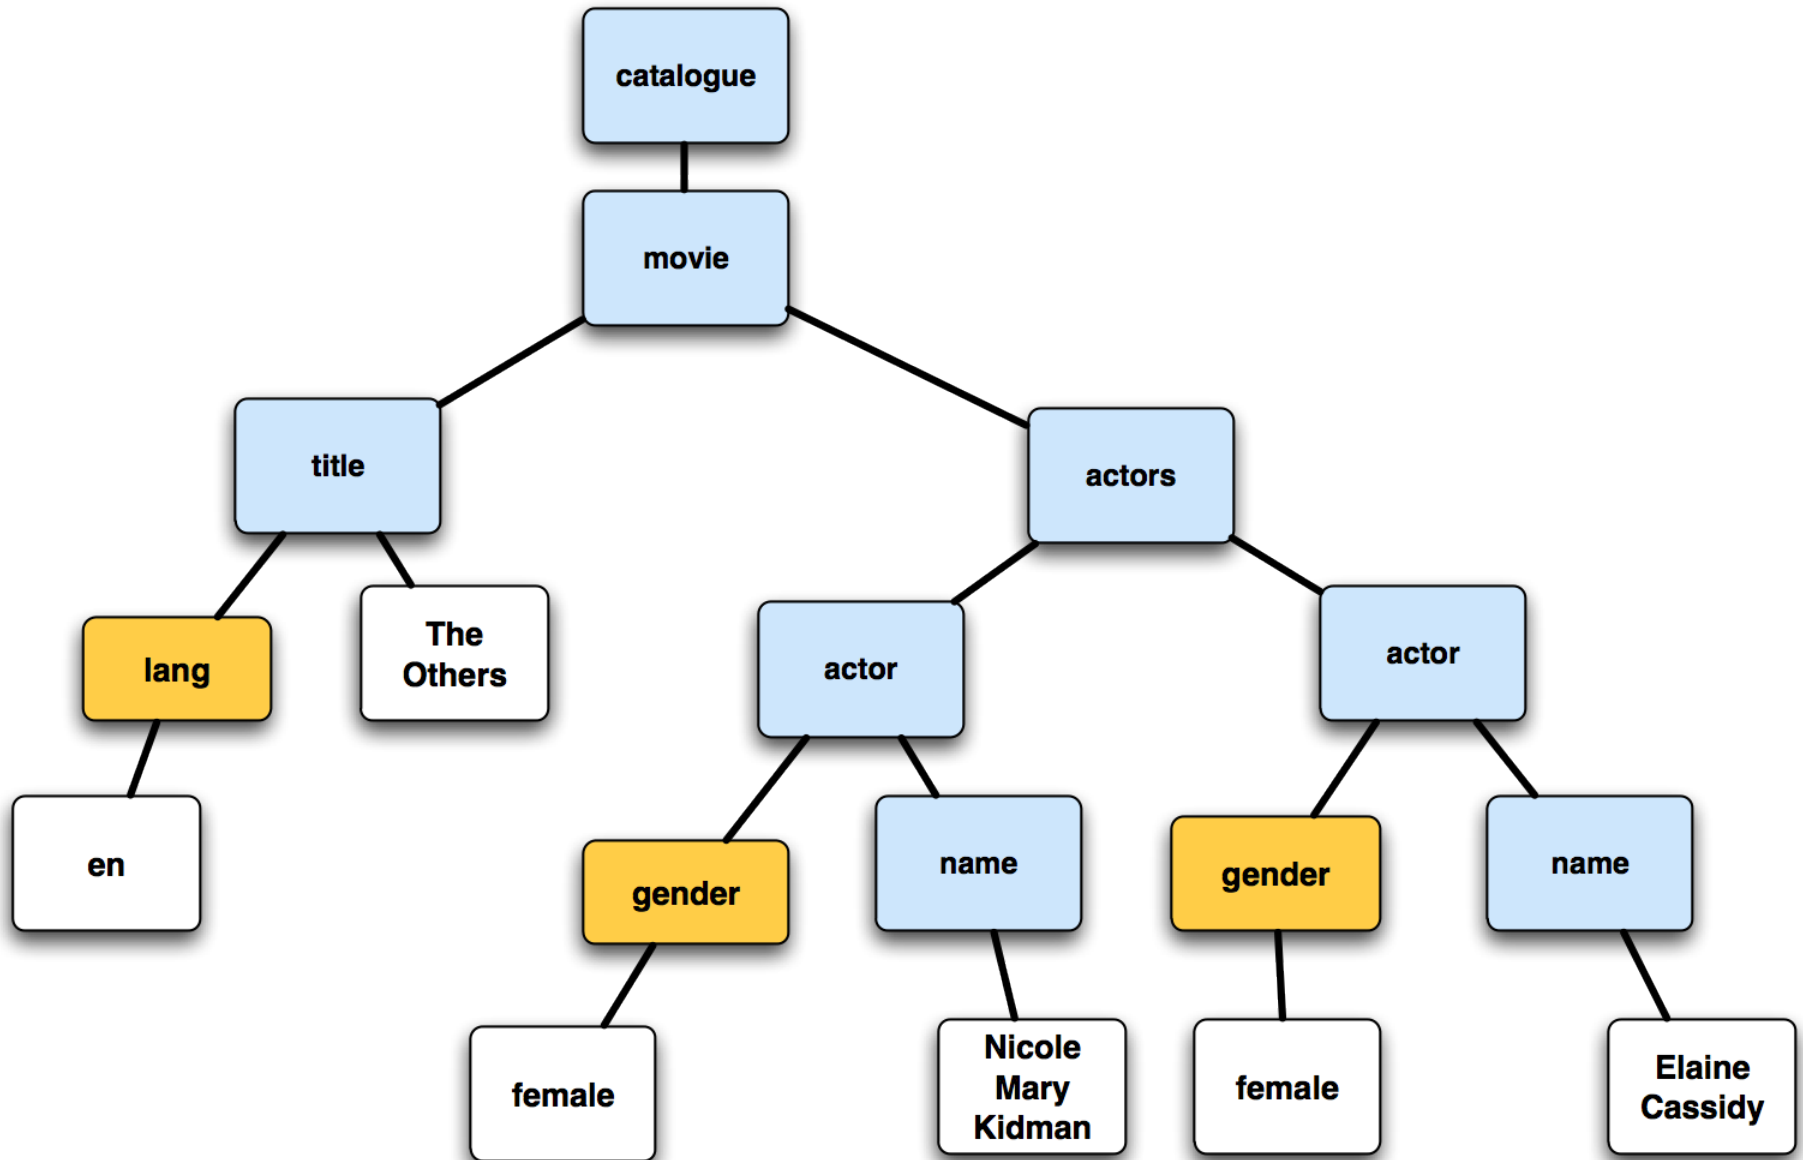 catalogue
movie
title
actors
lang
The
Others
actor
actor
en
gender
name
gender
name
female
Nicole
Mary
Kidman
female
Elaine
Cassidy